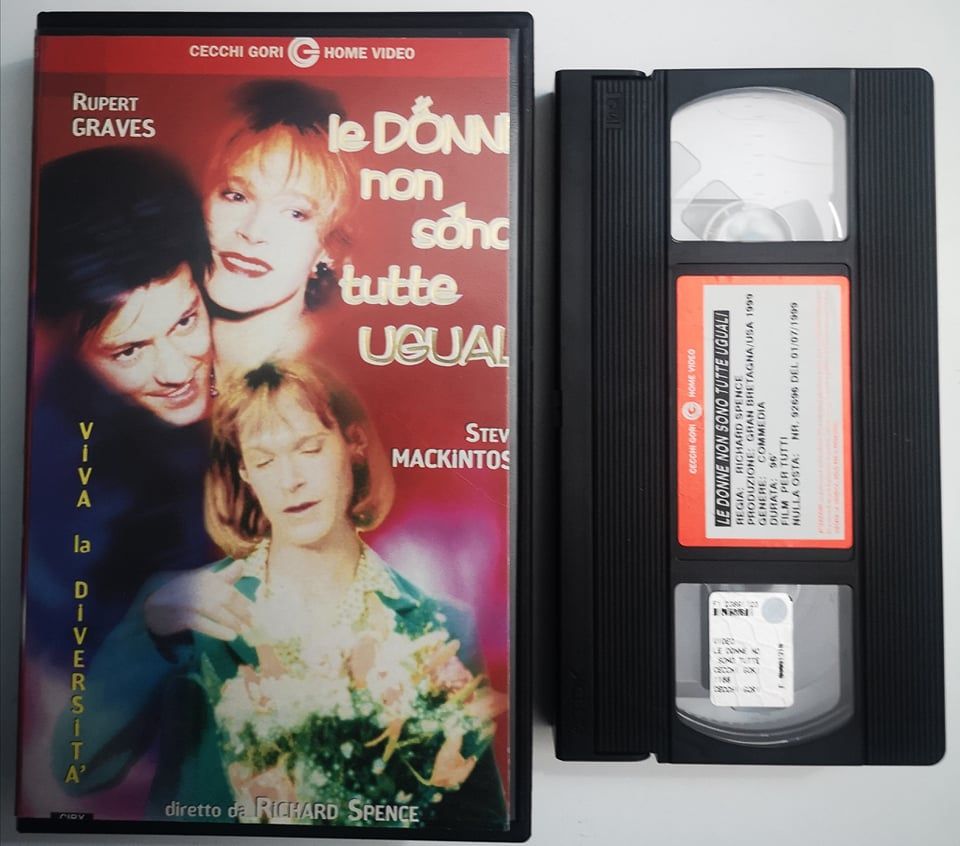 CECCHI GORI G HOME VIDEO
RUPERT
GRAVES
le DONN
non
sono
tutte
UGUAL
STEV
MACKINTOS
ViVA la DiVERSiTA'
diretto da RiCHARD SPENCE
CIBY
CECCHI GORI G HOME VIDEO
LE DONNE NON SONO TUTTE UGUALI
REGIA: RICHARD SPENCE
PRODUZIONE: GRAN BRETAGNA/USA 1999
GENERE: COMMEDIA
DURATA: 96'
FILM PER TUTTI
NULLA OSTA: NR. 92696 DEL 01/07/1999
VIDEO
LE DONNE NO
SONO TUTTE
CECCHI GORI
1188
CECCHI GORI